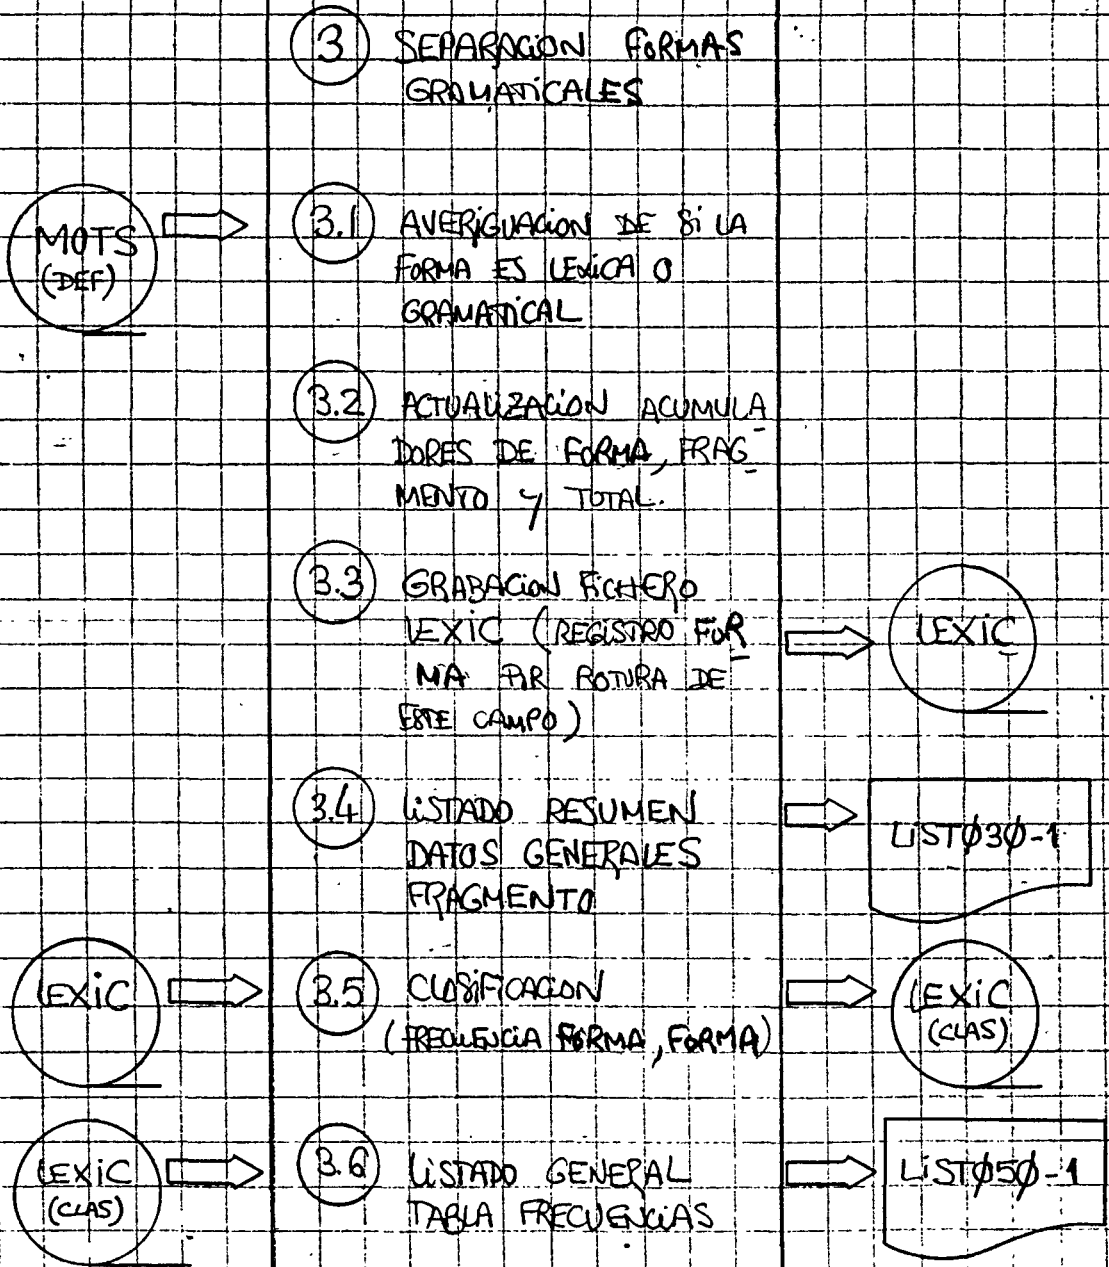 3 SEPARACION FORMAS
GRAMATICALES
MOTS
(DEF)
3.1 AVERIGUACION DE SI LA
FORMA ES LEXICA O
GRAMATICAL
3.2 ACTUALIZACION ACUMULA
DORES DE FORMA, FRAG
MENTO Y TOTAL.
3.3 GRABACION FICHERO
LEXIC (REGISTRO FOR
MA POR ROTURA DE
ESTE CAMPO)
LEXIC
3.4 LISTADO RESUMEN
DATOS GENERALES
FRAGMENTO
LISTØ3Ø-1
LEXIC
3.5 CLASIFICACION
(FRECUENCIA FORMA, FORMA)
LEXIC
(CLAS)
LEXIC
(CLAS)
3.6 LISTADO GENERAL
TABLA FRECUENCIAS
LISTØ5Ø-1